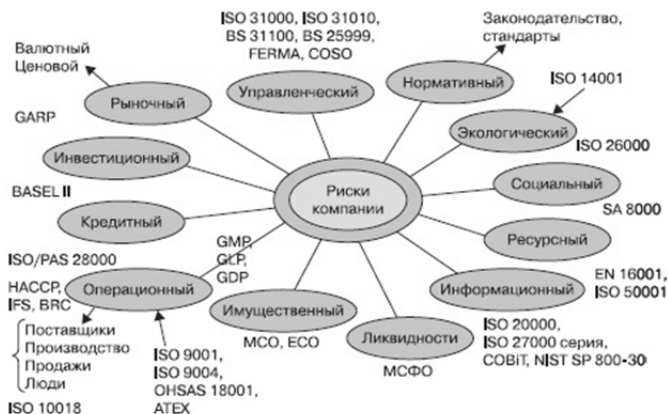 ISO 31000, ISO 31010,
BS 31100, BS 25999,
FERMA, COSO
Законодательство,
стандарты
Валютный
Ценовой
Рыночный
Управленческий
Нормативный
ISO 14001
GARP
Экологический
ISO 26000
Инвестиционный
Риски
компании
Социальный
BASEL II
SA 8000
Кредитный
Ресурсный
GMP,
GLP,
GDP
ISO/PAS 28000
HACCP,
IFS, BRC
Операционный
Имущественный
Информационный
EN 16001,
ISO 50001
Поставщики
Производство
Продажи
Люди
ISO 10018
ISO 9001,
ISO 9004,
OHSAS 18001,
ATEX
МСО, ЕСО
Ликвидности
МСФО
ISO 20000,
ISO 27000 серия,
COBiT, NIST SP 800-30